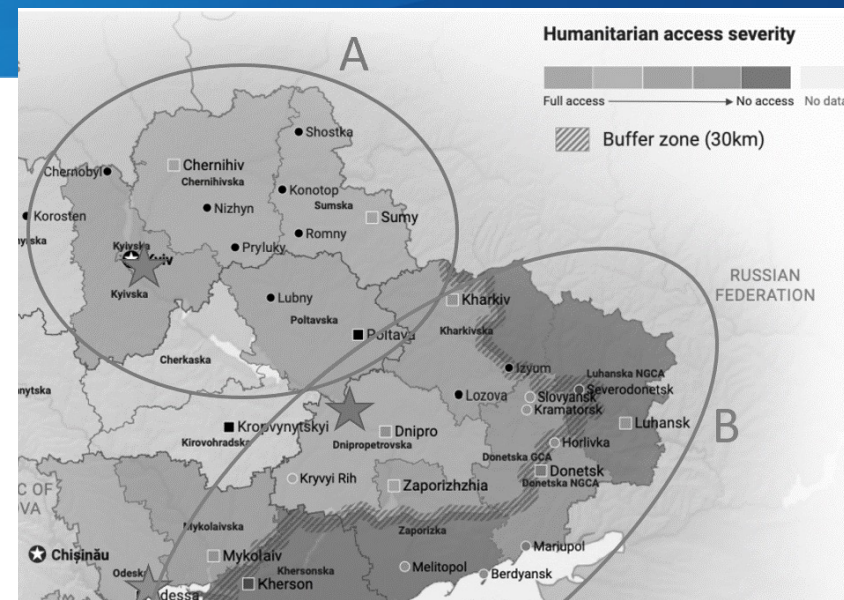 A
Humanitarian access severity
Full access
No access
No data
Buffer zone (30km)
Shostka
Chernobyl
Chernihiv
Chernihivska
Konotop
Sumska
Korosten
Nizhyn
Sumy
Kyivska
Pryluky
Romny
Kyivska
Lubny
Poltavska
Poltava
Kharkiv
Kharkivska
RUSSIAN
FEDERATION
Cherkaska
Izyum
Luhanska NGCA
Severodonetsk
Lozova
Slovyansk
Kramatorsk
Luhansk
B
Kropyvnytskyi
Kirovohradska
Dnipro
Dnipropetrovska
Horlivka
Donetska GCA
Donetsk
Donetska NGCA
Kryvyi Rih
Zaporizhzhia
Zaporizka
Mykolaivska
Chișinău
Mykolaiv
Mariupol
Melitopol
Berdyansk
Khersonska
Kherson